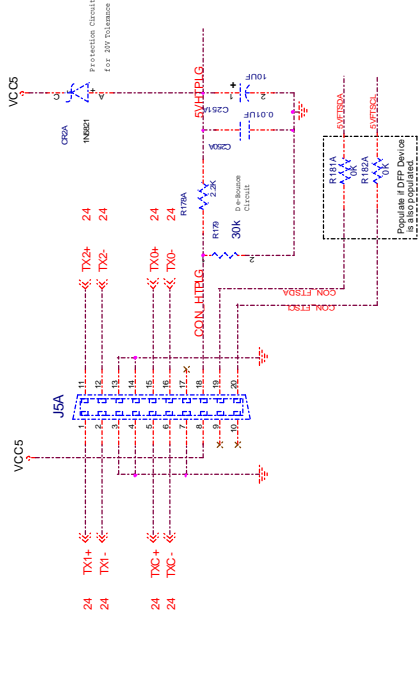 VCC5
C
A
CR2A
1N5821
Protection Circuit
for 20V Tolerance
5VHTPLG
10UF
1
2
C251A
0.01UF
C250A
R178A
2.2K
De-Bounce
Circuit
R179
30k
2
CON_HTPLG
5VFTSDA
5VFTSCL
R181A
0K
R182A
0K
Populate if DFP Device
is also populated.
CON_FTSDA
CON_FTSCL
24
TX2+
24
TX2-
24
TX0+
24
TX0-
J5A
11
12
13
14
15
16
17
18
19
20
1
2
3
4
5
6
7
8
9
10
VCC5
24
TX1+
24
TX1-
24
TXC+
24
TXC-